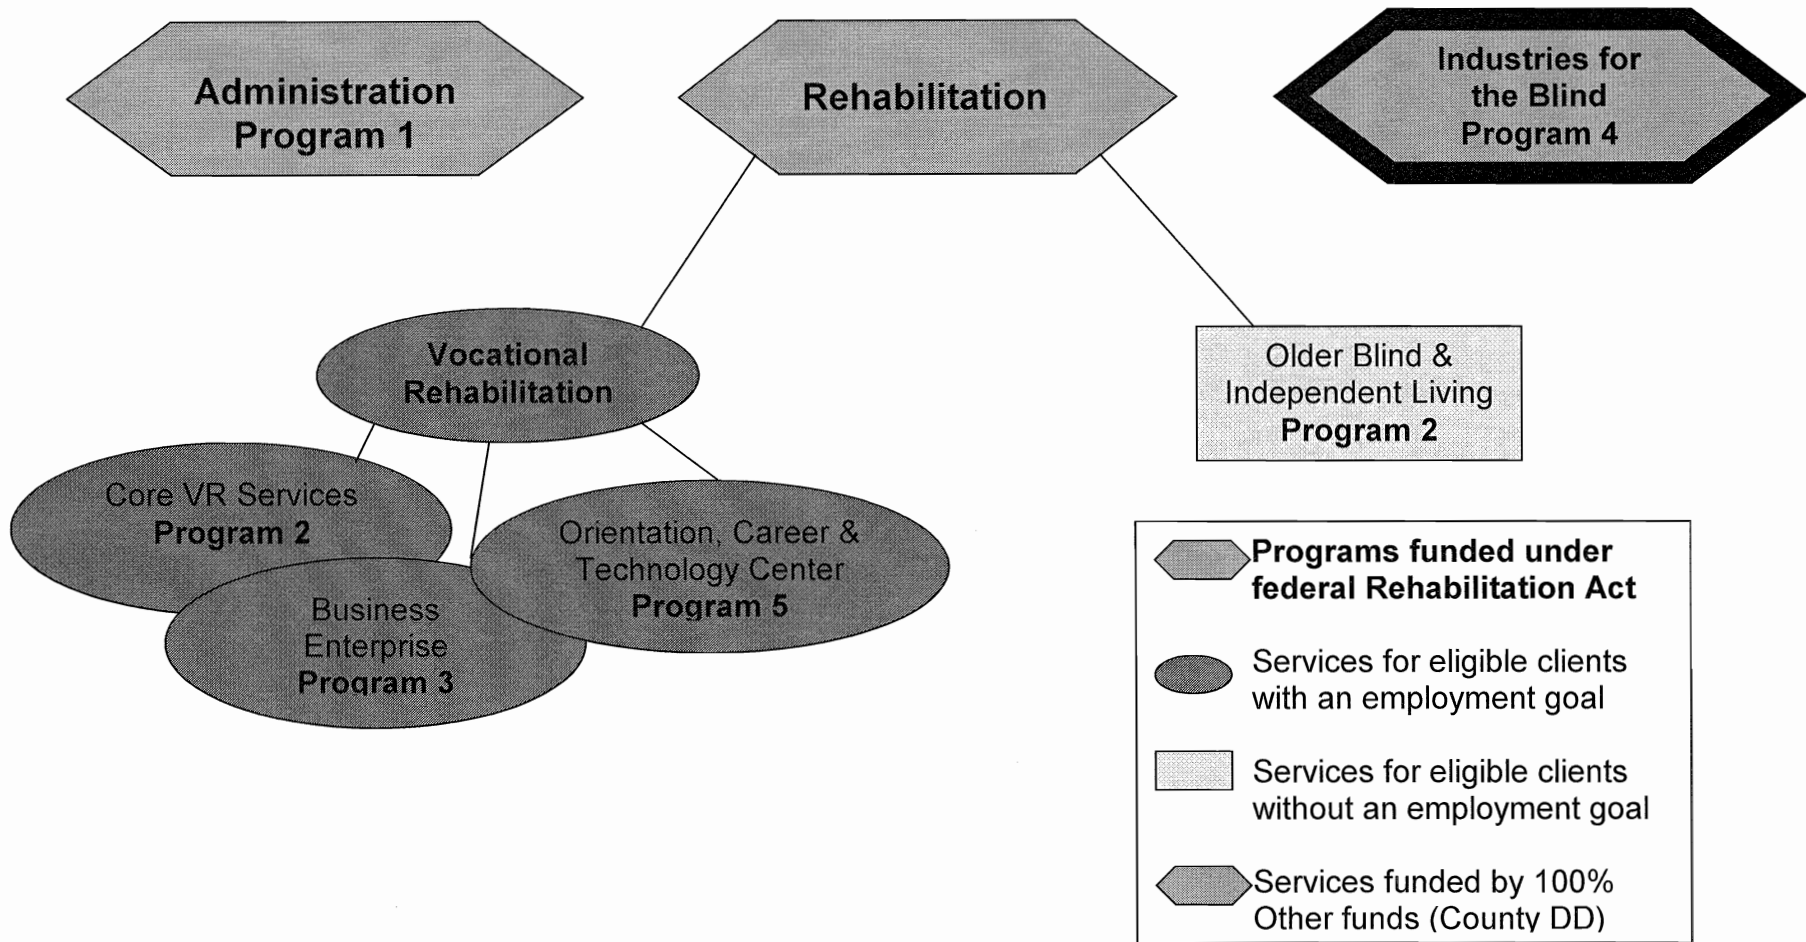 Administration
Program 1
Rehabilitation
Industries for
the Blind
Program 4
Vocational
Rehabilitation
Older Blind &
Independent Living
Program 2
Core VR Services
Program 2
Orientation, Career &
Technology Center
Program 5
Business
Enterprise
Program 3
Programs funded under
federal Rehabilitation Act
Services for eligible clients
with an employment goal
Services for eligible clients
without an employment goal
Services funded by 100%
Other funds (County DD)